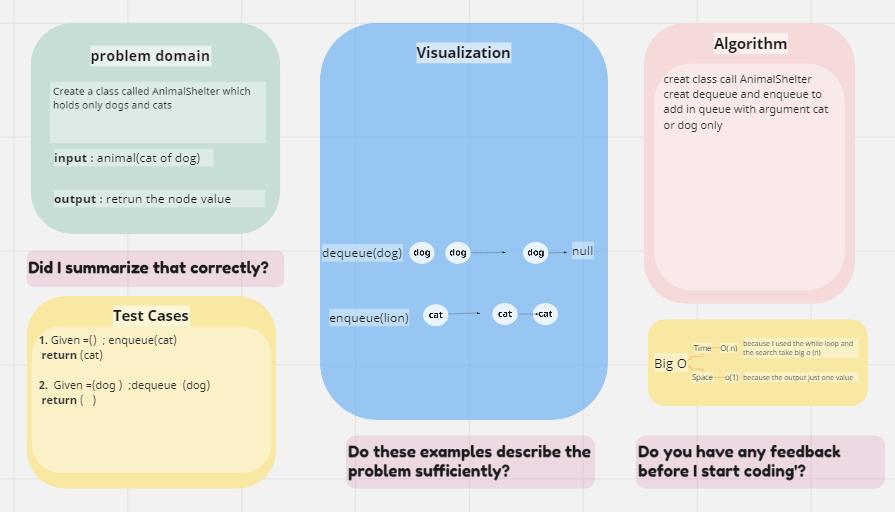 problem domain
Create a class called AnimalShelter which
holds only dogs and cats
input : animal(cat of dog)
output : retrun the node value
Did I summarize that correctly?
Test Cases
1. Given =() ; enqueue(cat)
return (cat)
2. Given =(dog ) ;dequeue (dog)
return ( )
Visualization
dequeue(dog) dog dog dog null
enqueue(lion) cat cat cat
Do these examples describe the
problem sufficiently?
Algorithm
creat class call AnimalShelter
creat dequeue and enqueue to
add in queue with argument cat
or dog only
Big O
Time O( n) because I used the while loop and
the search take big o (n)
Space o(1) because the output just one value
Do you have any feedback
before I start coding'?